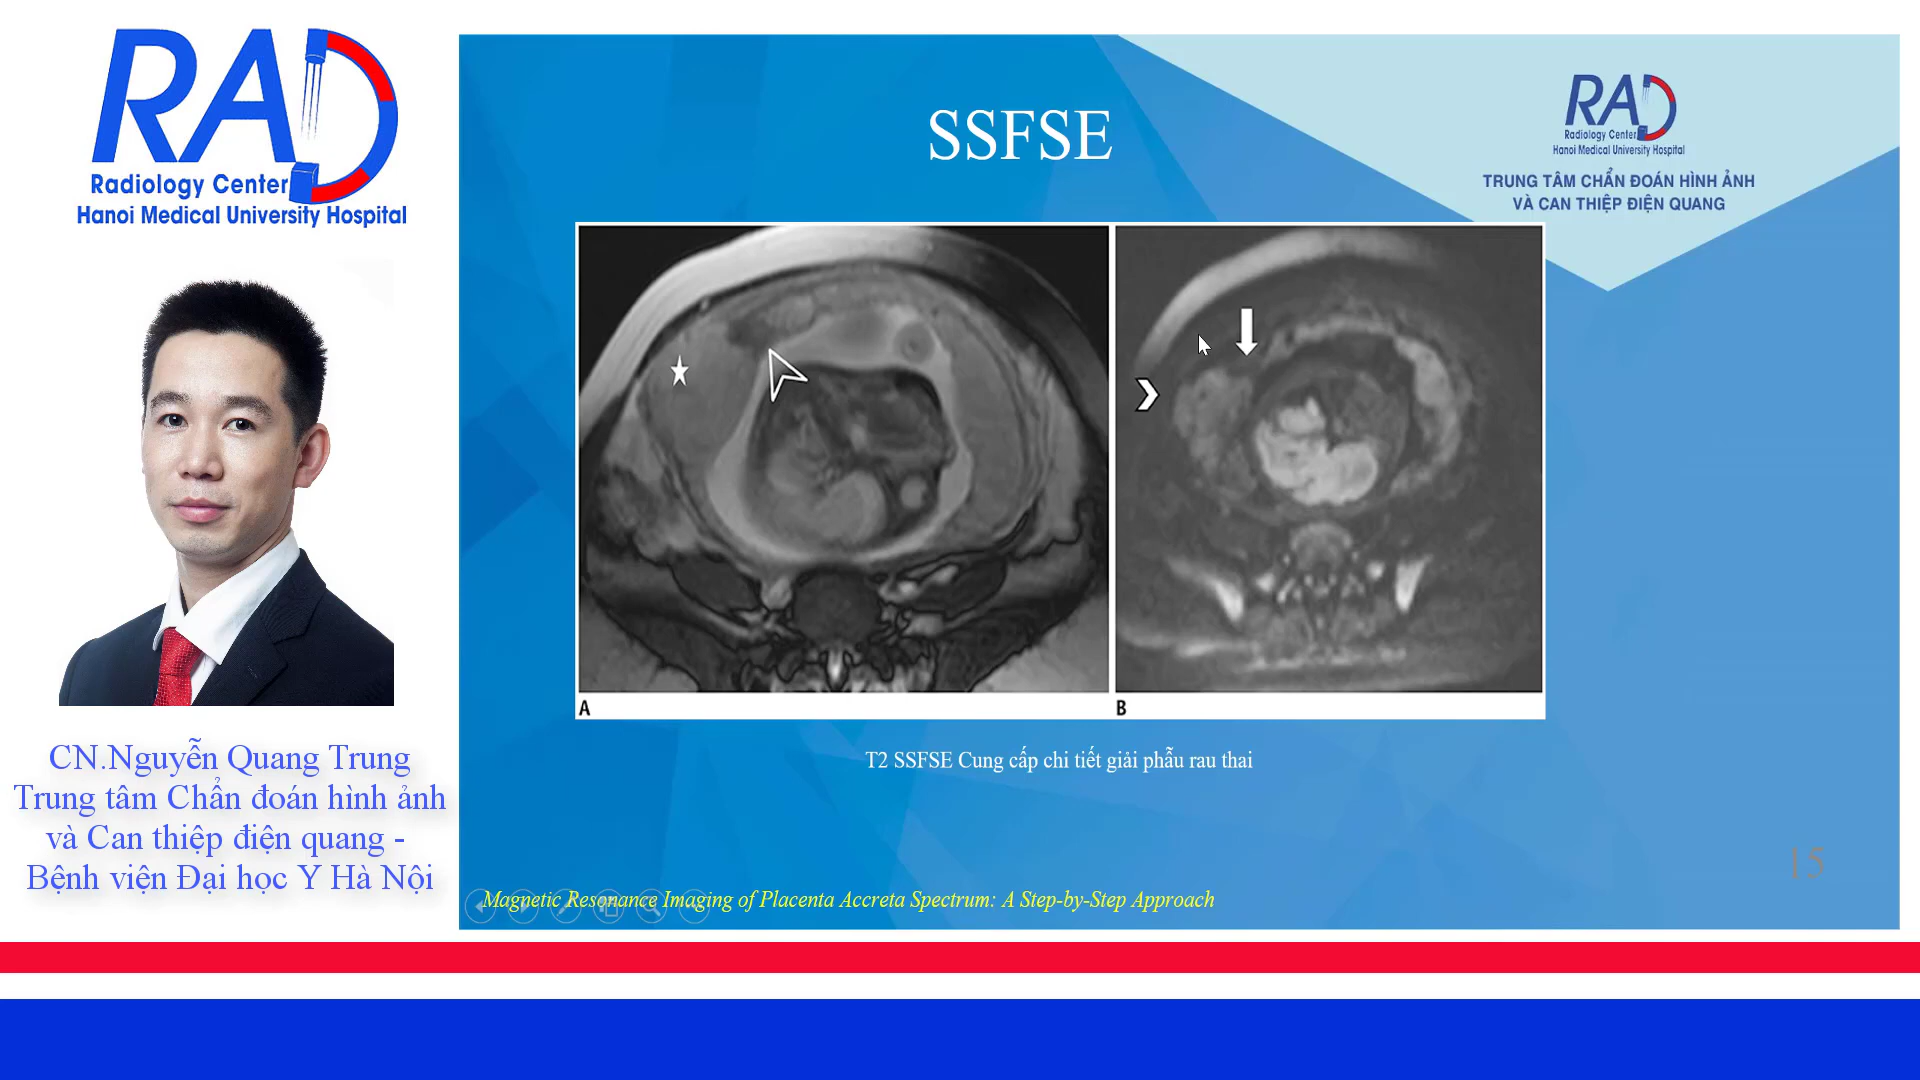 RAD
Radiology Center
Hanoi Medical University Hospital
CN.Nguyễn Quang Trung
Trung tâm Chẩn đoán hình ảnh
và Can thiệp điện quang -
Bệnh viện Đại học Y Hà Nội
SSFSE
RAD
Radiology Center
Hanoi Medical University Hospital
TRUNG TÂM CHẨN ĐOÁN HÌNH ẢNH
VÀ CAN THIỆP ĐIỆN QUANG
A
B
T2 SSFSE Cung cấp chi tiết giải phẫu rau thai
15
Magnetic Resonance Imaging of Placenta Accreta Spectrum: A Step-by-Step Approach